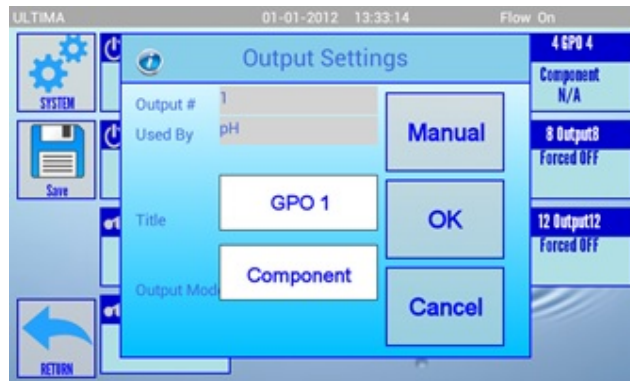 ULTIMA 01-01-2012 13:33:14 Flow On
Output Settings
Output # 1
Used By pH
Title GPO 1
Output Mod Component
Manual
OK
Cancel
SYSTEM
Save
RETURN
4 GPO 4
Component
N/A
8 Output8
Forced OFF
12 Output12
Forced OFF